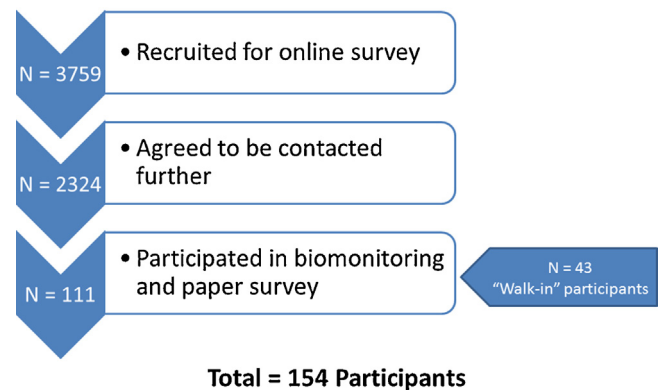 N = 3759
• Recruited for online survey
N = 2324
• Agreed to be contacted
further
N = 111
• Participated in biomonitoring
and paper survey
N = 43
“Walk-in” participants
Total = 154 Participants